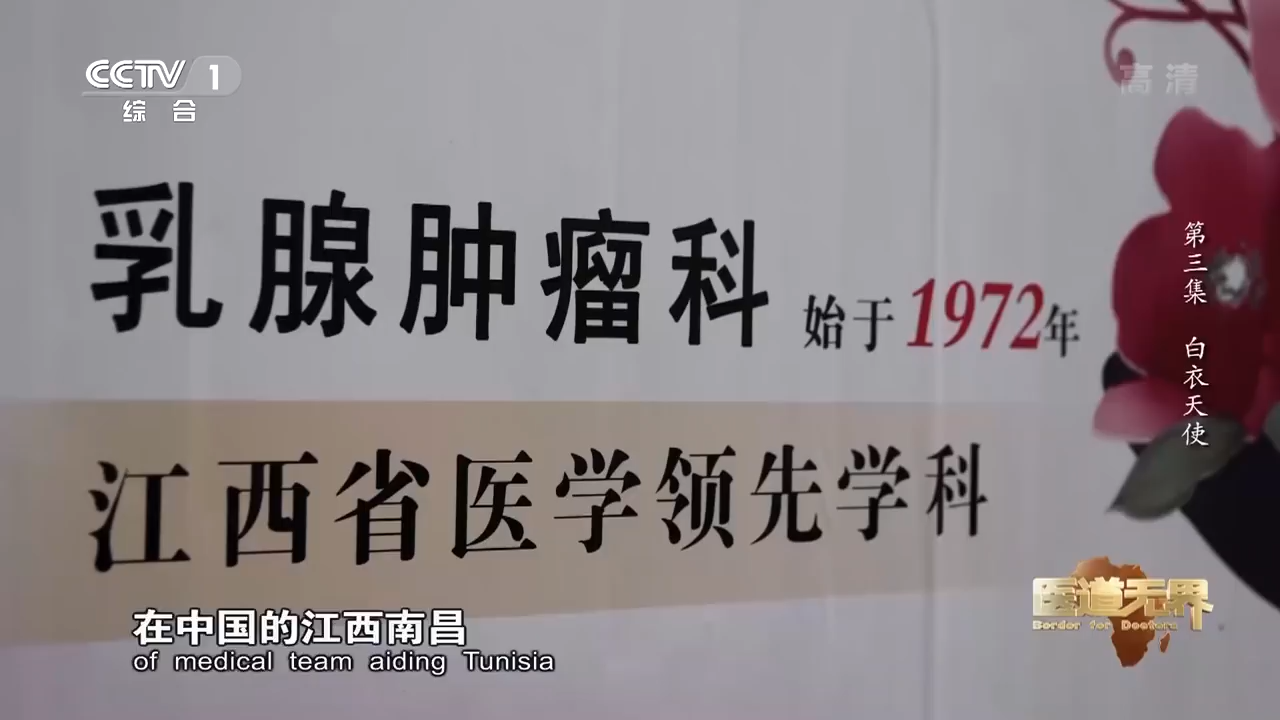 CCTV 1
综合
高清
乳腺肿瘤科 始于1972年
江西省医学领先学科
第三集 白衣天使
医道无界
Border for Doctors
在中国的江西南昌
of medical team aiding Tunisia